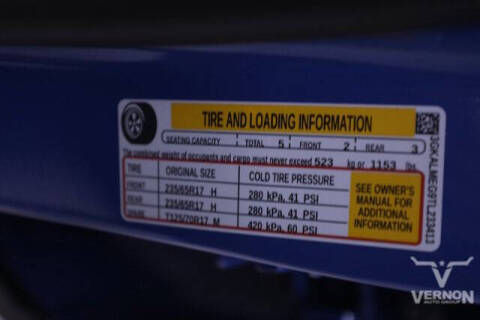 TIRE AND LOADING INFORMATION
SEATING CAPACITY TOTAL 5 FRONT 2 REAR 3
The combined weight of occupants and cargo must never exceed 523 kg or 1153 lbs.
TIRE ORIGINAL SIZE COLD TIRE PRESSURE
FRONT 235/65R17 H 280 kPa, 41 PSI
REAR 235/65R17 H 280 kPa, 41 PSI
SPARE T125/70R17 M 420 kPa, 60 PSI
SEE OWNER'S
MANUAL FOR
ADDITIONAL
INFORMATION
VERNON
AUTO GROUP